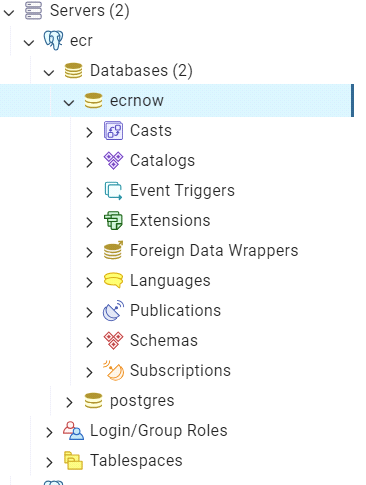 Servers (2)
ecr
Databases (2)
ecrnow
Casts
Catalogs
Event Triggers
Extensions
Foreign Data Wrappers
Languages
Publications
Schemas
Subscriptions
postgres
Login/Group Roles
Tablespaces